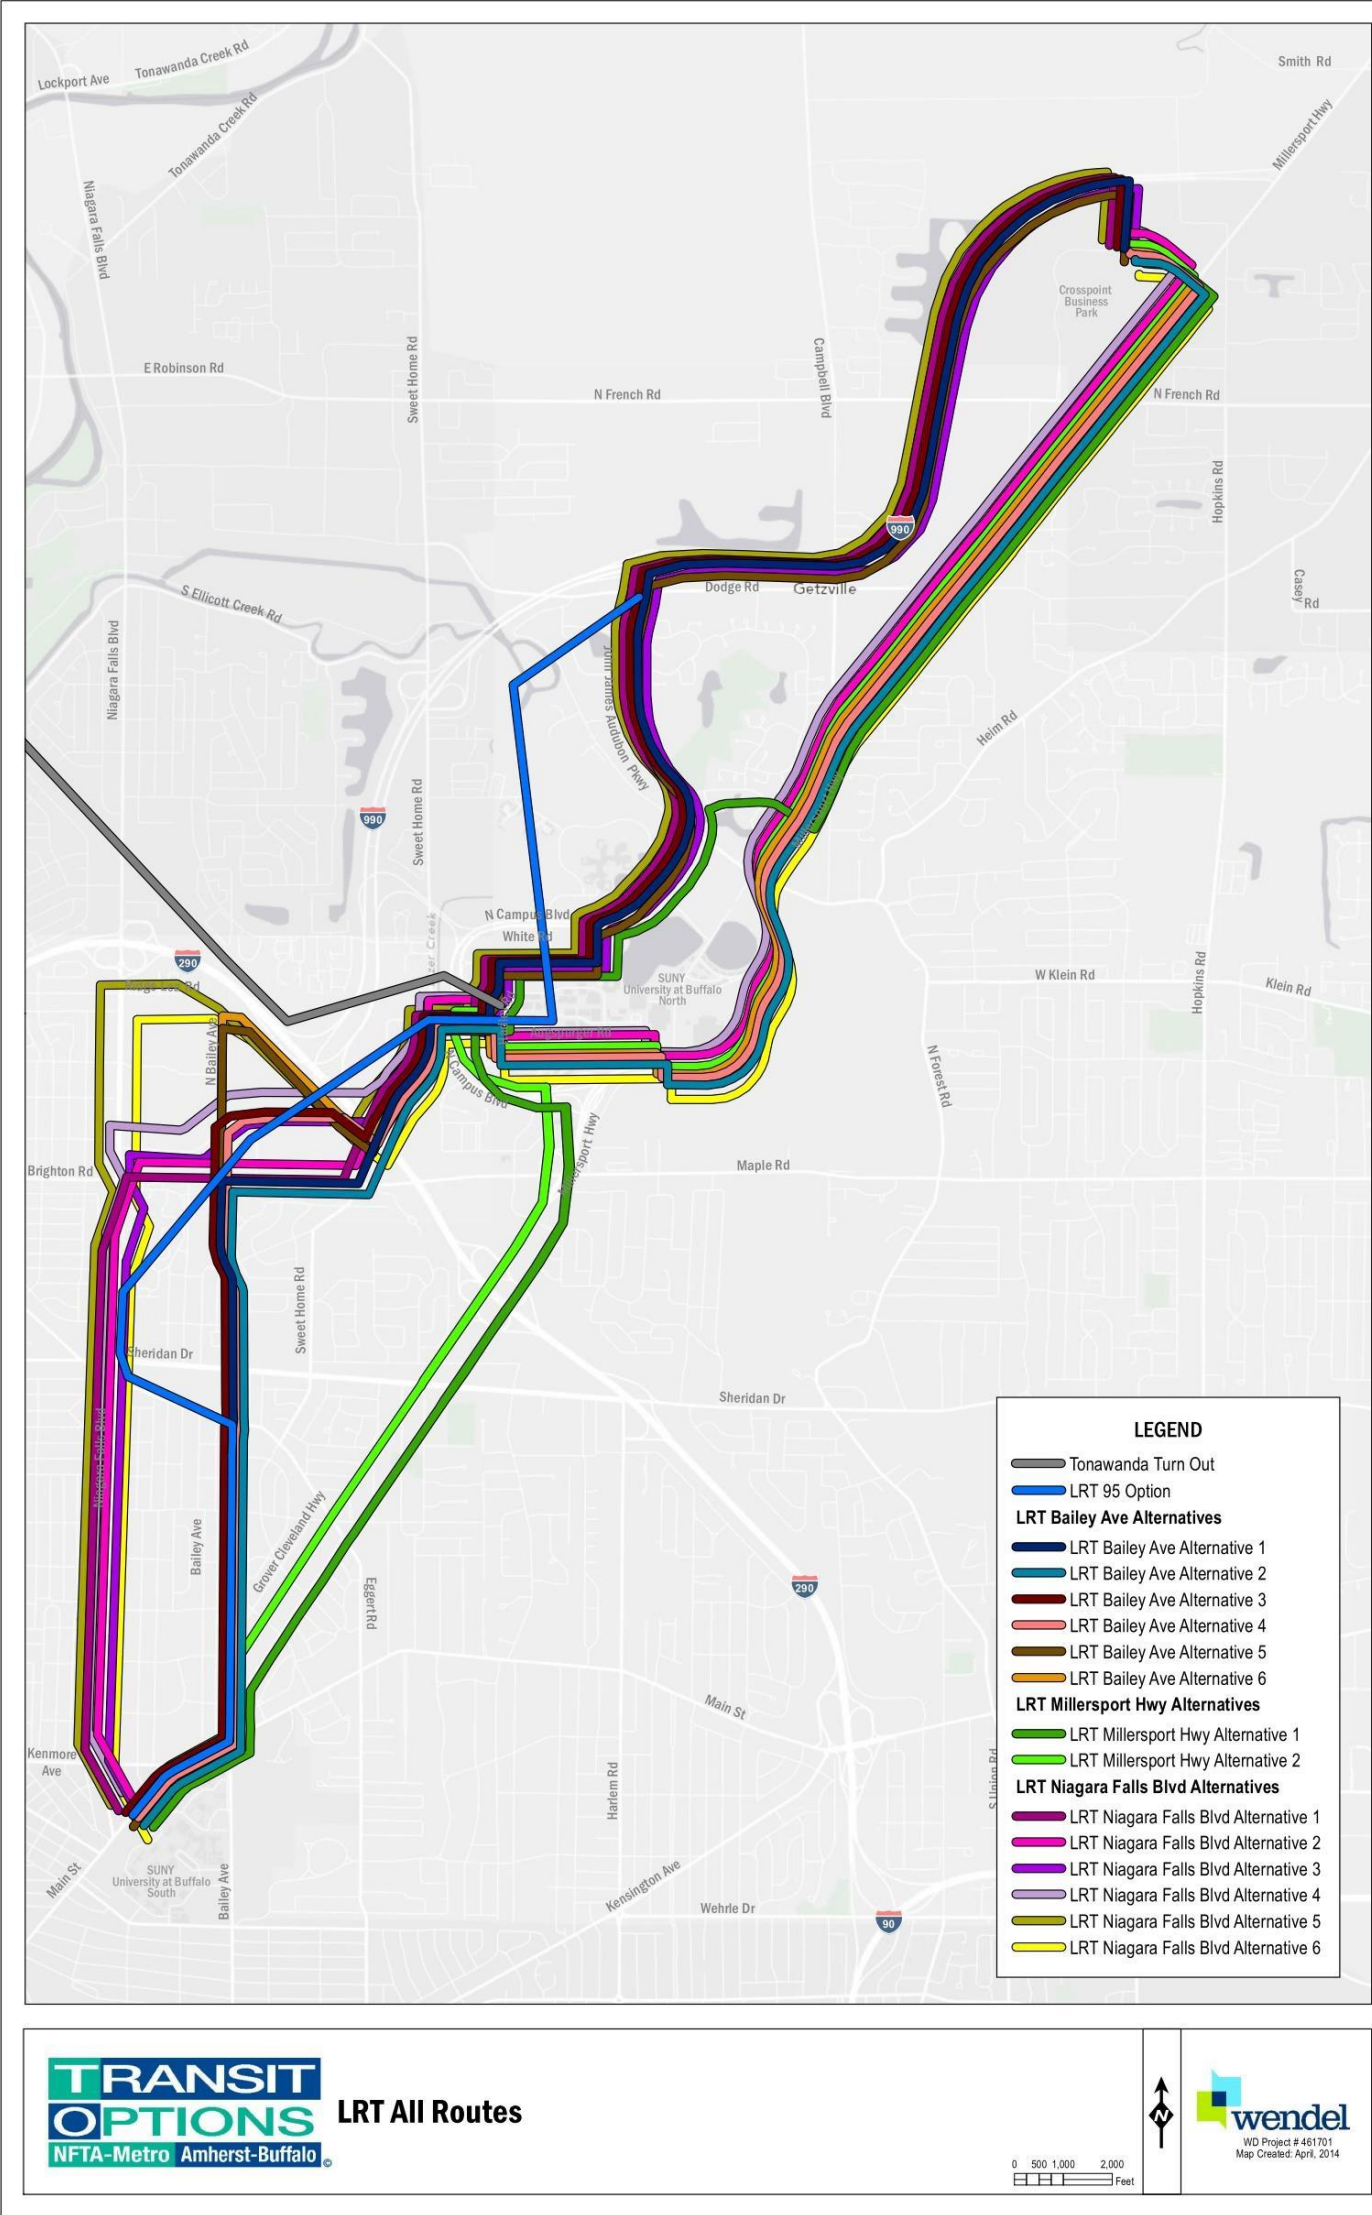 Lockport Ave
Tonawanda Creek Rd
Smith Rd
Tonawanda Creek Rd
Millersport Hwy
Niagara Falls Blvd
Crosspoint
Business
Park
E Robinson Rd
Sweet Home Rd
N French Rd
Campbell Blvd
N French Rd
Hopkins Rd
990
S Ellicott Creek Rd
Dodge Rd
Getzville
Casey
Rd
Niagara Falls Blvd
John James Audubon Pkwy
Heim Rd
990
Sweet Home Rd
Millersport Hwy
N Campus Blvd
White Rd
290
SUNY
University at Buffalo
North
W Klein Rd
Hopkins Rd
Klein Rd
N Bailey Ave
N Campus Blvd
N Forest Rd
Millersport Hwy
Brighton Rd
Maple Rd
Sweet Home Rd
Sheridan Dr
Sheridan Dr
Niagara Falls Blvd
Bailey Ave
Grover Cleveland Hwy
Eggert Rd
290
Main St
Kenmore
Ave
Harlem Rd
S Union Rd
Main St
SUNY
University at Buffalo
South
Bailey Ave
Kensington Ave
Wehrle Dr
90
LEGEND
Tonawanda Turn Out
LRT 95 Option
LRT Bailey Ave Alternatives
LRT Bailey Ave Alternative 1
LRT Bailey Ave Alternative 2
LRT Bailey Ave Alternative 3
LRT Bailey Ave Alternative 4
LRT Bailey Ave Alternative 5
LRT Bailey Ave Alternative 6
LRT Millersport Hwy Alternatives
LRT Millersport Hwy Alternative 1
LRT Millersport Hwy Alternative 2
LRT Niagara Falls Blvd Alternatives
LRT Niagara Falls Blvd Alternative 1
LRT Niagara Falls Blvd Alternative 2
LRT Niagara Falls Blvd Alternative 3
LRT Niagara Falls Blvd Alternative 4
LRT Niagara Falls Blvd Alternative 5
LRT Niagara Falls Blvd Alternative 6
TRANSIT
OPTIONS
NFTA-Metro Amherst-Buffalo ©
LRT All Routes
0 500 1,000 2,000
Feet
N
wendel
WD Project # 461701
Map Created: April, 2014